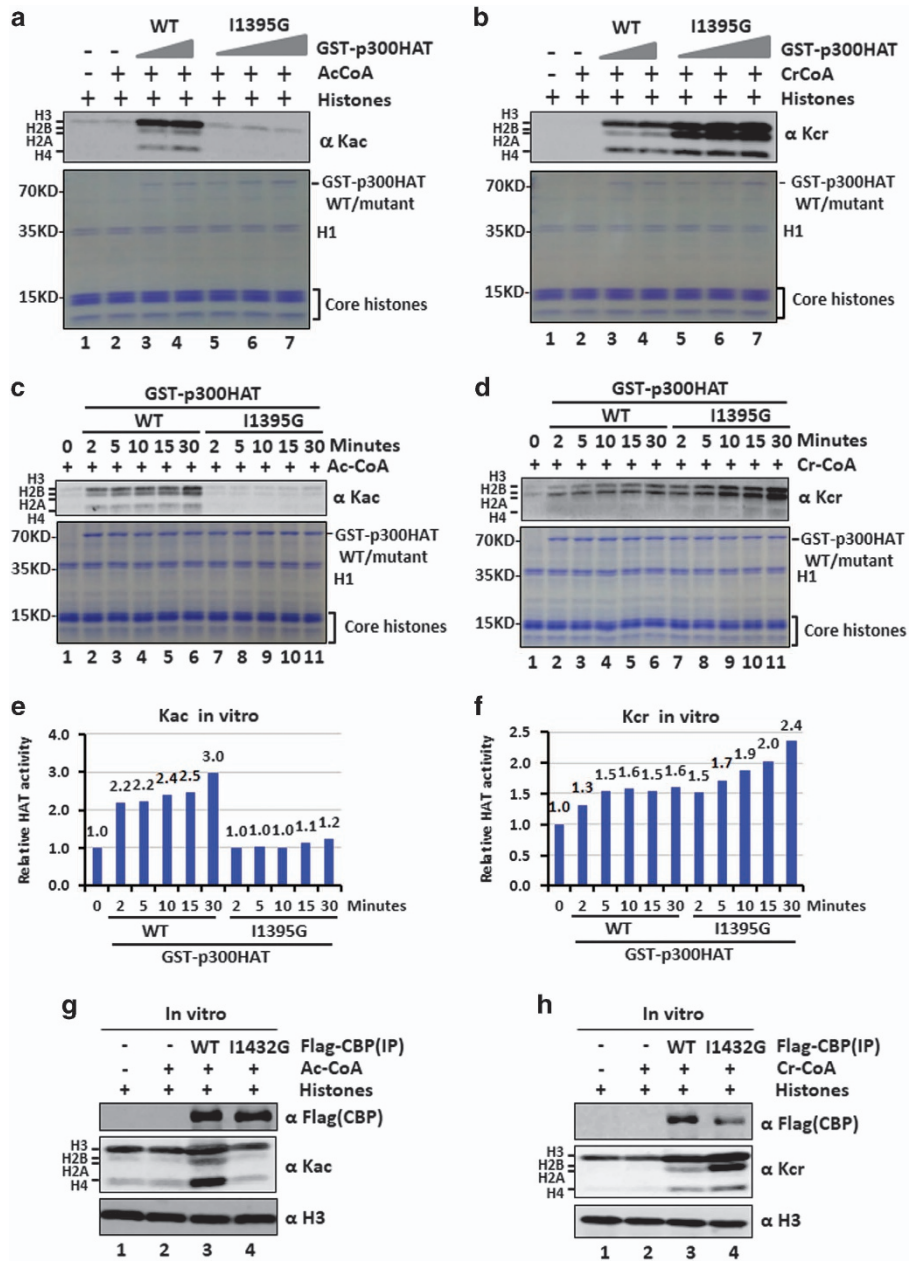 a
WT I1395G
- - GST-p300HAT
- + + + + + + AcCoA
+ + + + + + + Histones
H3
H2B
H2A
H4
α Kac
70KD
GST-p300HAT
WT/mutant
35KD
H1
15KD
Core histones
1 2 3 4 5 6 7
b
WT I1395G
- - GST-p300HAT
- + + + + + + CrCoA
+ + + + + + + Histones
H3
H2B
H2A
H4
α Kcr
70KD
GST-p300HAT
WT/mutant
35KD
H1
15KD
Core histones
1 2 3 4 5 6 7
c
GST-p300HAT
WT I1395G
0 2 5 10 15 30 2 5 10 15 30 Minutes
+ + + + + + + + + + + Ac-CoA
H3
H2B
H2A
H4
α Kac
70KD
GST-p300HAT
WT/mutant
35KD
H1
15KD
Core histones
1 2 3 4 5 6 7 8 9 10 11
d
GST-p300HAT
WT I1395G
0 2 5 10 15 30 2 5 10 15 30 Minutes
+ + + + + + + + + + + Cr-CoA
H3
H2B
H2A
H4
α Kcr
70KD
GST-p300HAT
WT/mutant
35KD
H1
15KD
Core histones
1 2 3 4 5 6 7 8 9 10 11
e
Kac in vitro
Relative HAT activity
4.0
3.0
2.0
1.0
0.0
1.0 2.2 2.2 2.4 2.5 3.0 1.0 1.0 1.0 1.1 1.2
0 2 5 10 15 30 2 5 10 15 30 Minutes
WT I1395G
GST-p300HAT
f
Kcr in vitro
Relative HAT activity
2.5
2.0
1.5
1.0
0.5
0.0
1.0 1.3 1.5 1.6 1.5 1.6 1.5 1.7 1.9 2.0 2.4
0 2 5 10 15 30 2 5 10 15 30 Minutes
WT I1395G
GST-p300HAT
g
In vitro
- - WT I1432G Flag-CBP(IP)
- + + + Ac-CoA
+ + + + Histones
α Flag(CBP)
H3
H2B
H2A
H4
α Kac
α H3
1 2 3 4
h
In vitro
- - WT I1432G Flag-CBP(IP)
- + + + Cr-CoA
+ + + + Histones
α Flag(CBP)
H3
H2B
H2A
H4
α Kcr
α H3
1 2 3 4